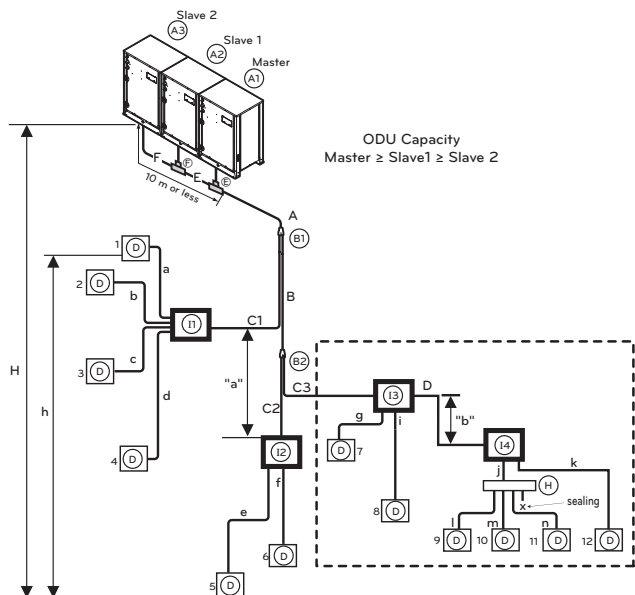 Slave 2
A3
Slave 1
A2
Master
A1
ODU Capacity
Master ≥ Slave1 ≥ Slave 2
F
F
E
E
10 m or less
A
B1
1 D
a
2 D
b
B
I1
C1
3 D
c
d
B2
H
h
"a"
C3
I3
D
C2
g
i
"b"
4 D
I2
D 7
I4
j
k
e
f
H
x
sealing
8 D
l
m
n
9 D
10 D
11 D
12 D
6 D
5 D